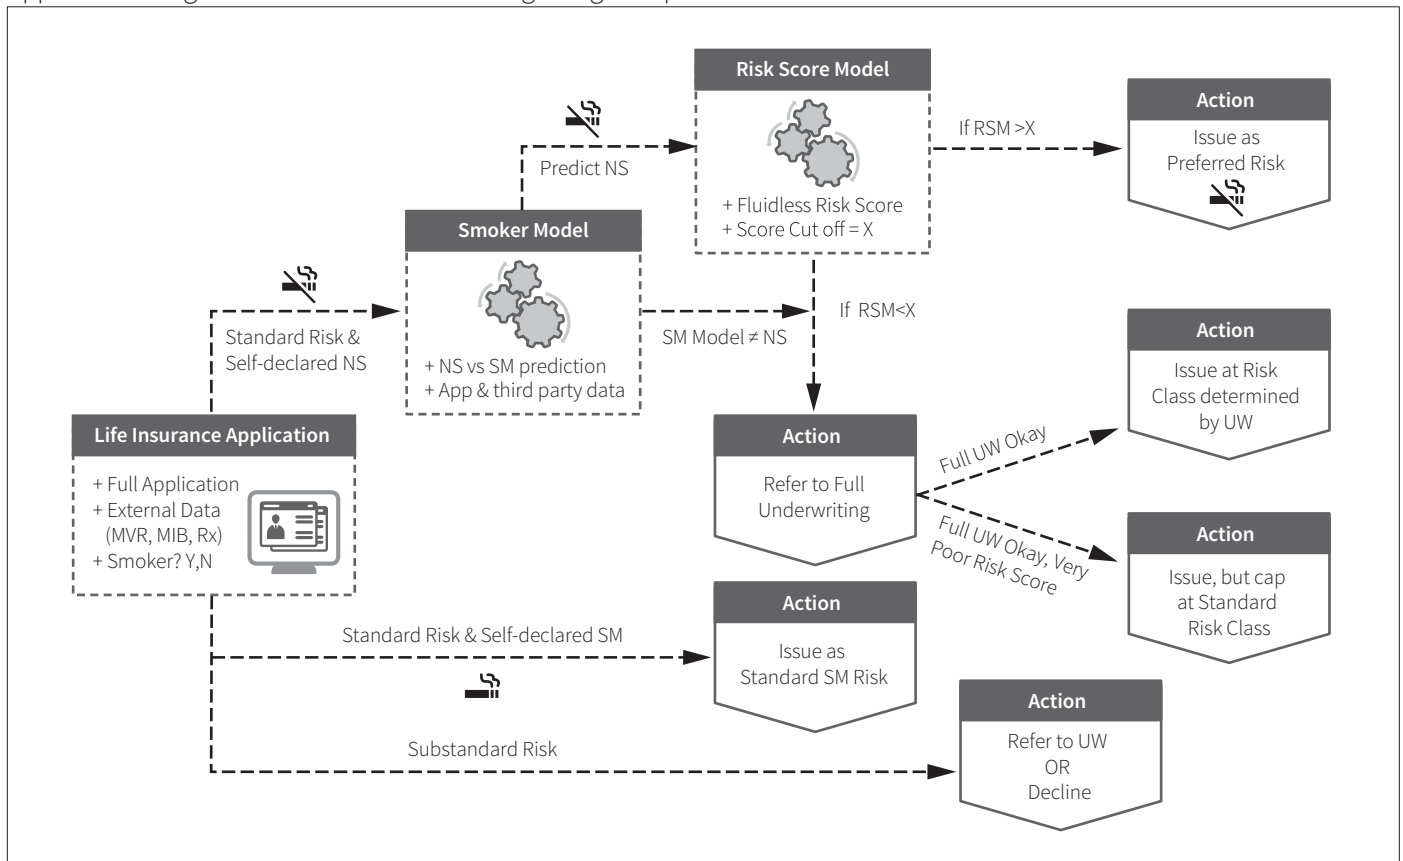 Risk Score Model
+ Fluidless Risk Score
+ Score Cut off = X
If RSM >X
Action
Issue as
Preferred Risk
Predict NS
Smoker Model
+ NS vs SM prediction
+ App & third party data
Standard Risk &
Self-declared NS
SM Model ≠ NS
If RSM<X
Life Insurance Application
+ Full Application
+ External Data
(MVR, MIB, Rx)
+ Smoker? Y,N
Action
Refer to Full
Underwriting
Full UW Okay
Action
Issue at Risk
Class determined
by UW
Full UW Okay, Very
Poor Risk Score
Action
Issue, but cap
at Standard
Risk Class
Standard Risk & Self-declared SM
Action
Issue as
Standard SM Risk
Substandard Risk
Action
Refer to UW
OR
Decline